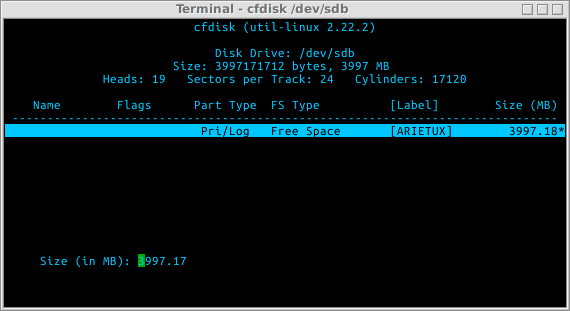 Terminal - cfdisk /dev/sdb
cfdisk (util-linux 2.22.2)
Disk Drive: /dev/sdb
Size: 3997171712 bytes, 3997 MB
Heads: 19   Sectors per Track: 24   Cylinders: 17120
Name   Flags   Part Type   FS Type   [Label]   Size (MB)
------------------------------------------------------------------------------
Pri/Log   Free Space   [ARIETUX]   3997.18*
Size (in MB): 3997.17